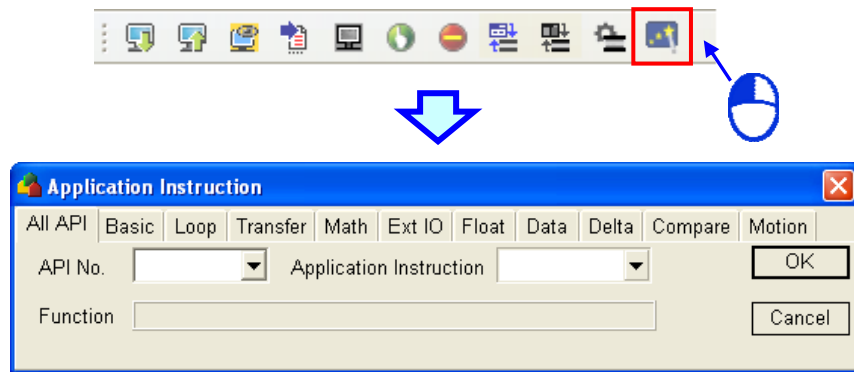 Application Instruction
All API Basic Loop Transfer Math Ext IO Float Data Delta Compare Motion
API No. Application Instruction OK
Function Cancel